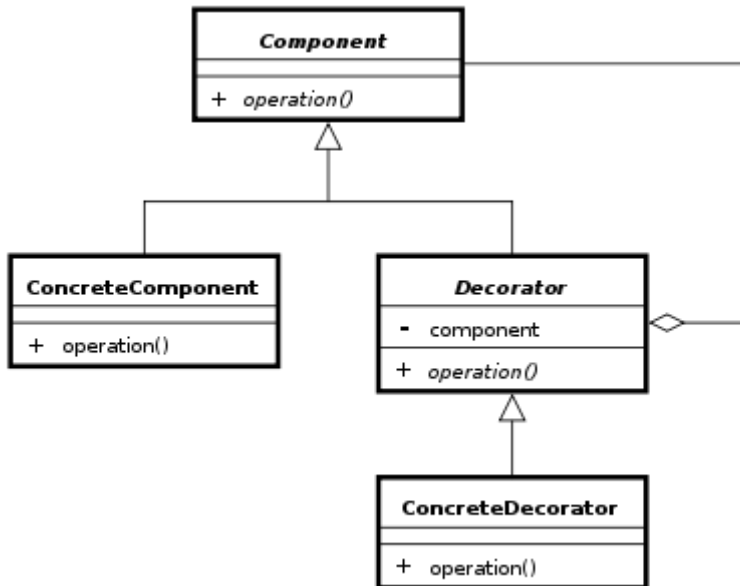 Component
+ operation()
ConcreteComponent
+ operation()
Decorator
- component
+ operation()
ConcreteDecorator
+ operation()